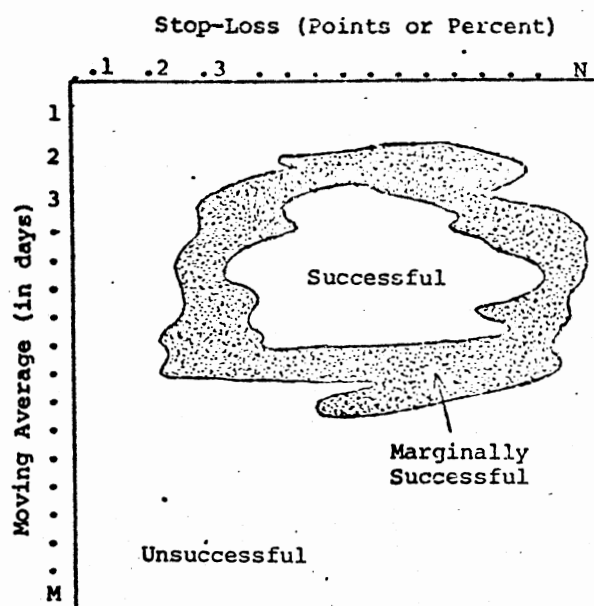 Stop-Loss (Points or Percent)
.1 .2 .3 . . . . . . . . . . . N
Moving Average (in days)
1
2
3
.
.
.
.
.
.
.
.
.
.
.
.
M
Successful
Marginally
Successful
Unsuccessful